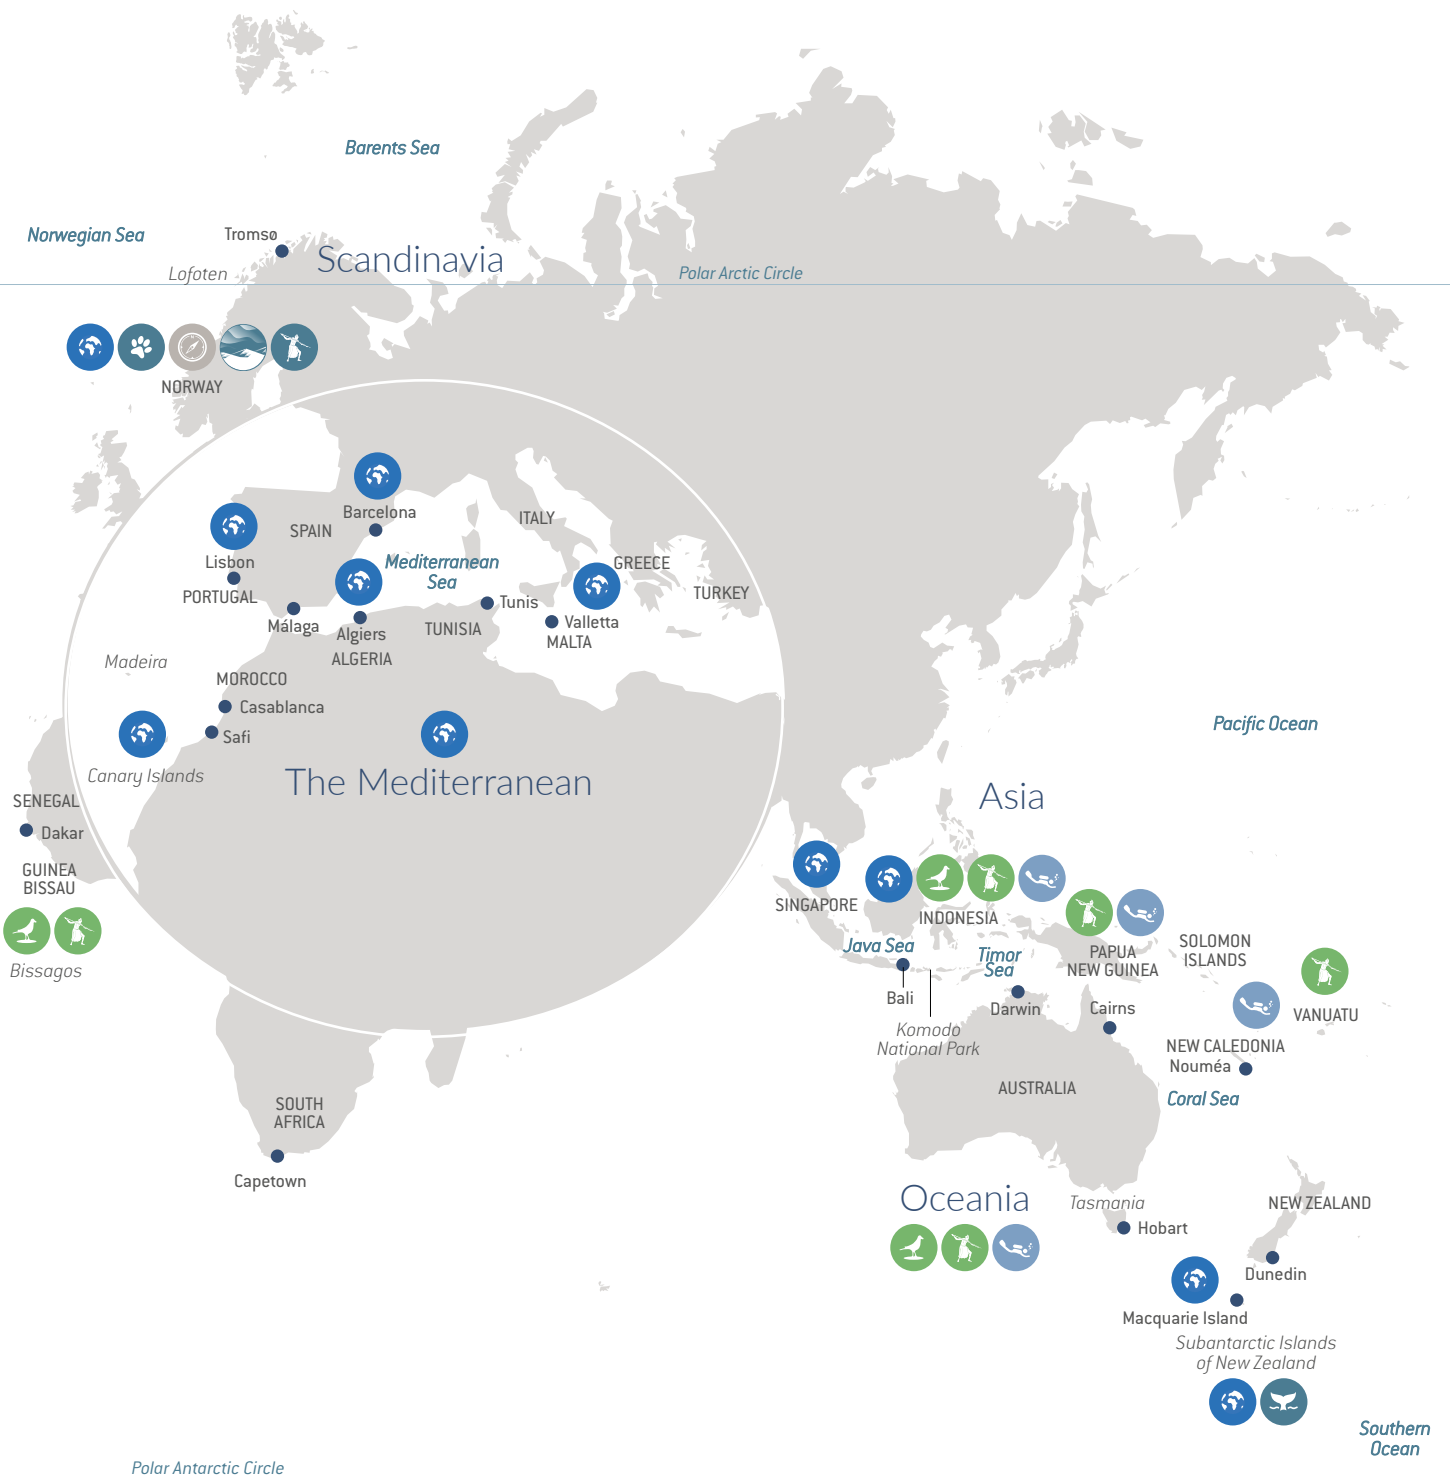 Barents Sea
Norwegian Sea
Tromsø
Scandinavia
Lofoten
Polar Arctic Circle
NORWAY
Barcelona
SPAIN
ITALY
Lisbon
Mediterranean
Sea
GREECE
PORTUGAL
TURKEY
Tunis
Málaga
Algiers
TUNISIA
Valletta
MALTA
ALGERIA
Madeira
MOROCCO
Casablanca
Safi
Pacific Ocean
Canary Islands
The Mediterranean
Asia
SENEGAL
Dakar
GUINEA
BISSAU
Bissagos
SINGAPORE
INDONESIA
Java Sea
Timor
Sea
PAPUA
NEW GUINEA
SOLOMON
ISLANDS
Bali
Darwin
Cairns
VANUATU
Komodo
National Park
NEW CALEDONIA
Nouméa
AUSTRALIA
Coral Sea
SOUTH
AFRICA
Capetown
Oceania
Tasmania
NEW ZEALAND
Hobart
Dunedin
Macquarie Island
Subantarctic Islands
of New Zealand
Southern
Ocean
Polar Antarctic Circle